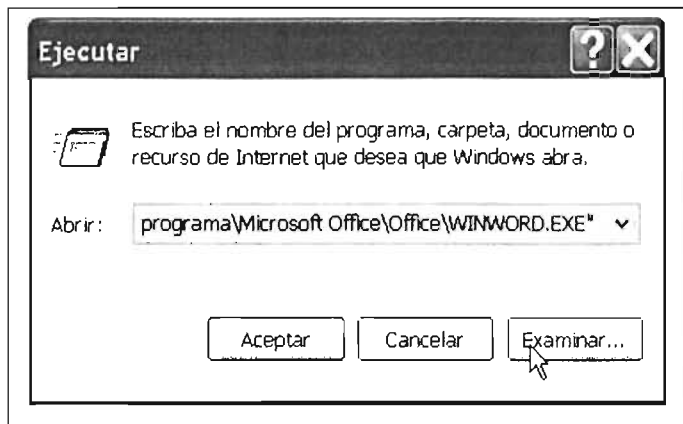 Ejecutar
Escriba el nombre del programa, carpeta, documento o
recurso de Internet que desea que Windows abra.
Abrir: programa\Microsoft Office\Office\WINWORD.EXE"
Aceptar Cancelar Examinar...